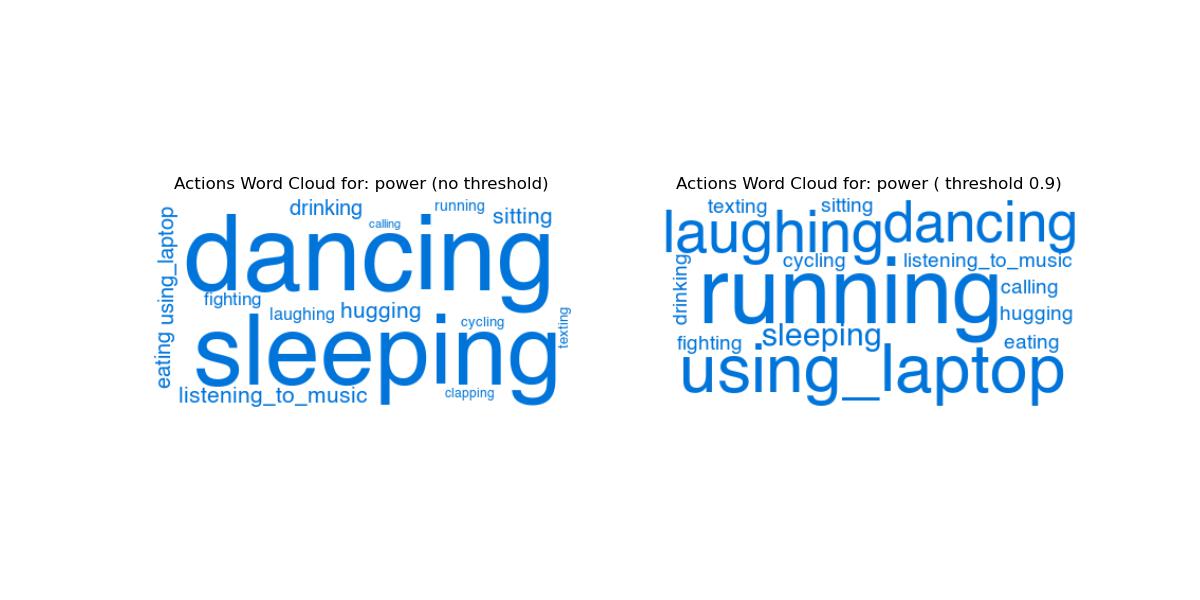 Actions Word Cloud for: power (no threshold)
drinking
running
calling
sitting
using_laptop
dancing
fighting
laughing
hugging
cycling
texting
eating
sleeping
listening_to_music
clapping
Actions Word Cloud for: power ( threshold 0.9)
texting
sitting
laughing
dancing
cycling
listening_to_music
drinking
running
calling
hugging
fighting
sleeping
eating
using_laptop